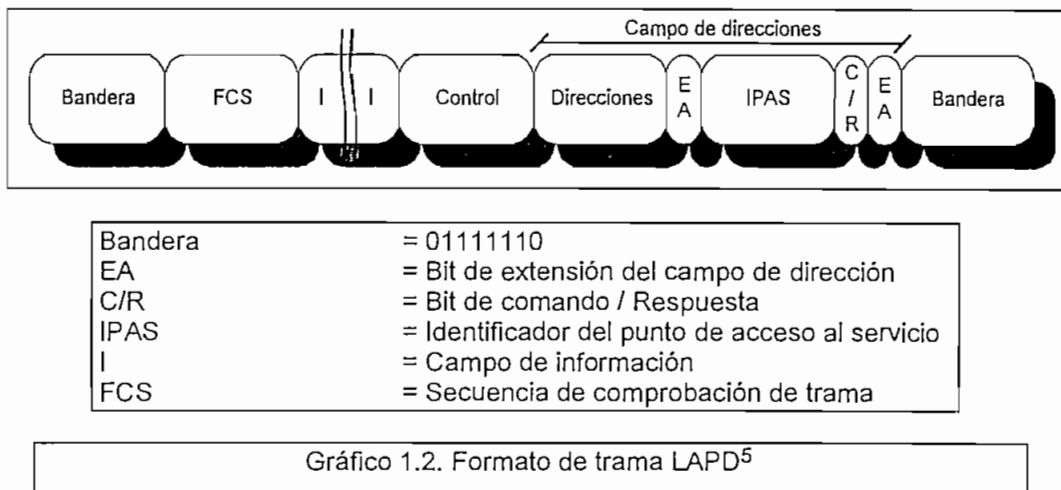 Campo de direcciones
Bandera FCS I I Control Direcciones EA IPAS C/R EA Bandera
Bandera = 01111110
EA = Bit de extensión del campo de dirección
C/R = Bit de comando / Respuesta
IPAS = Identificador del punto de acceso al servicio
I = Campo de información
FCS = Secuencia de comprobación de trama
Gráfico 1.2. Formato de trama LAPD5